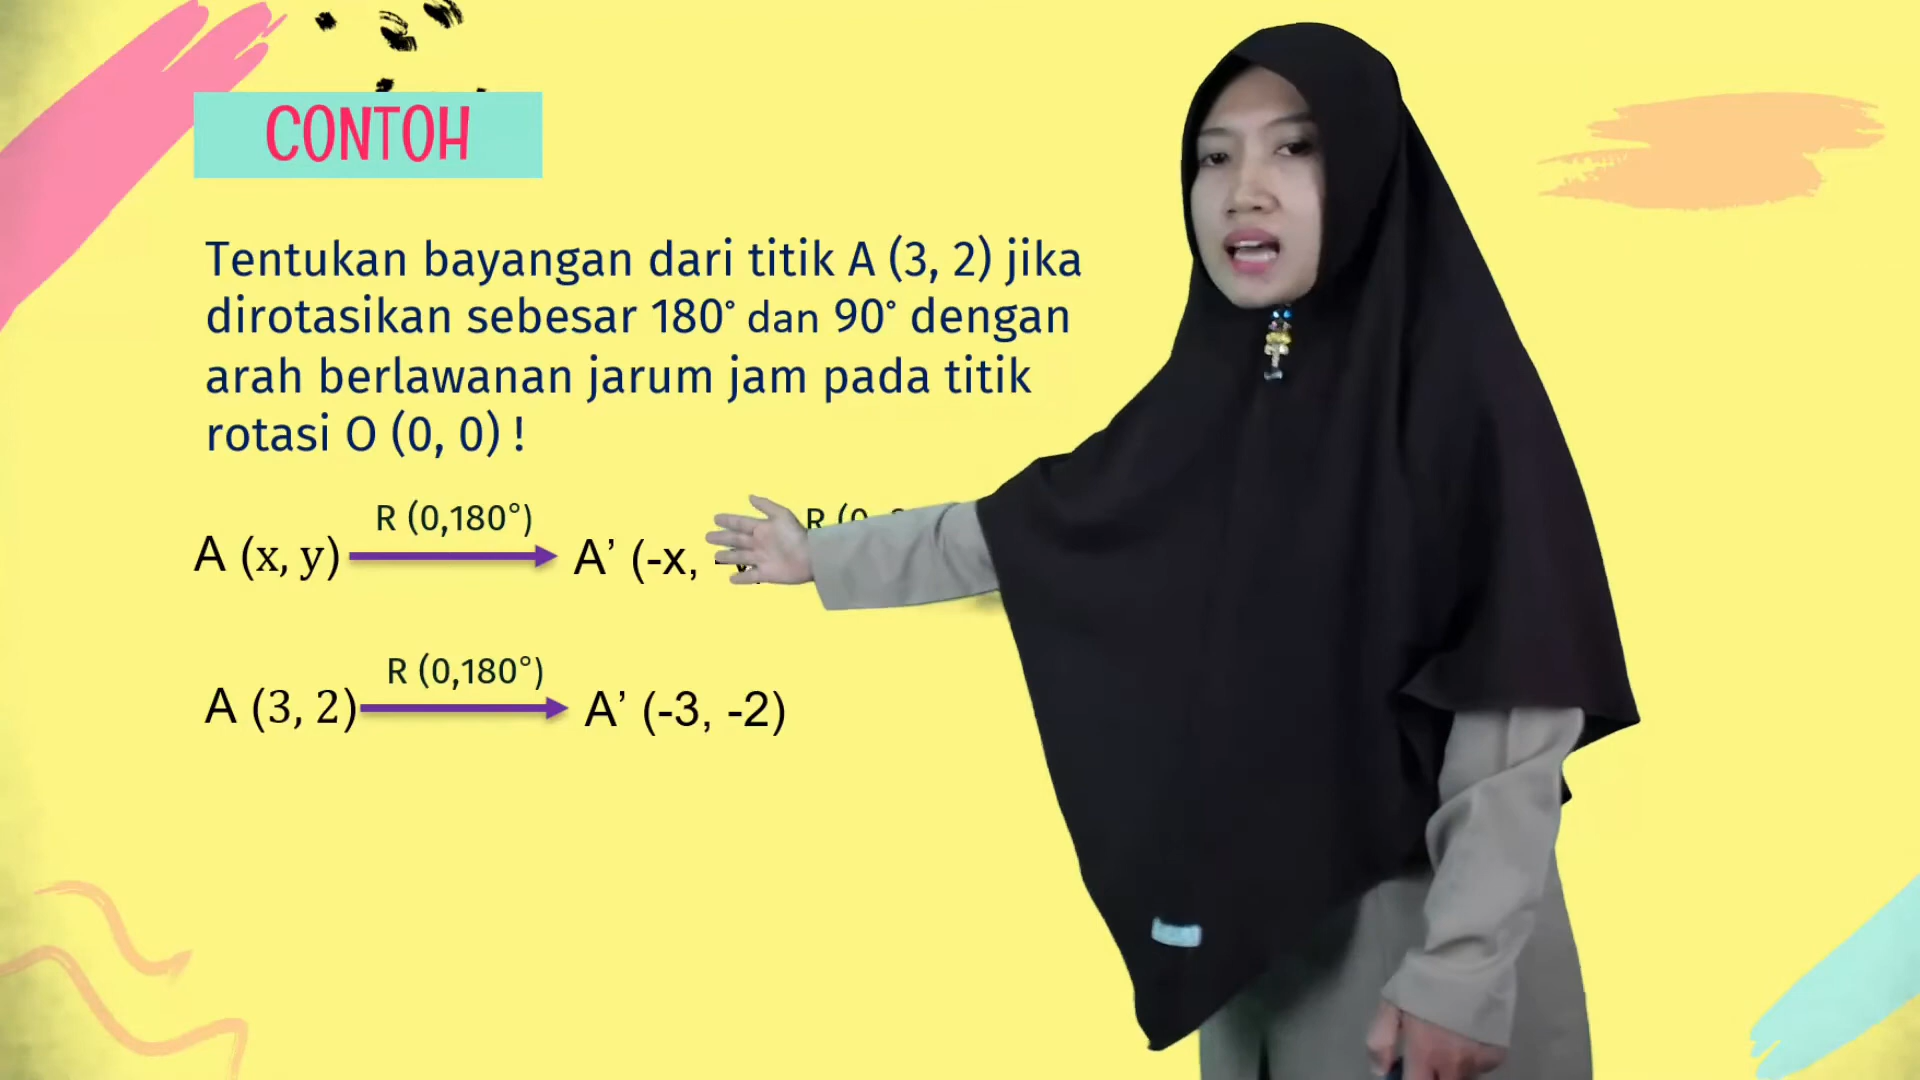 CONTOH
Tentukan bayangan dari titik A (3, 2) jika
dirotasikan sebesar 180° dan 90° dengan
arah berlawanan jarum jam pada titik
rotasi O (0, 0) !
R (0,180°)
A (x, y)
A’ (-x,
R (0,
R (0,180°)
A (3, 2)
A’ (-3, -2)